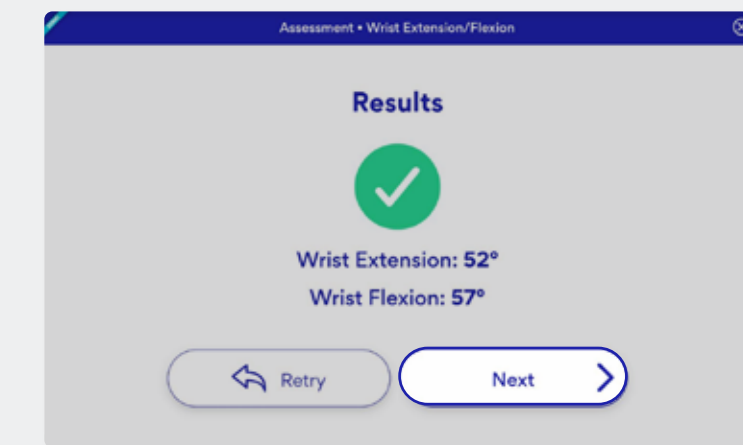 Assessment • Wrist Extension/Flexion
Results
Wrist Extension: 52°
Wrist Flexion: 57°
Retry
Next